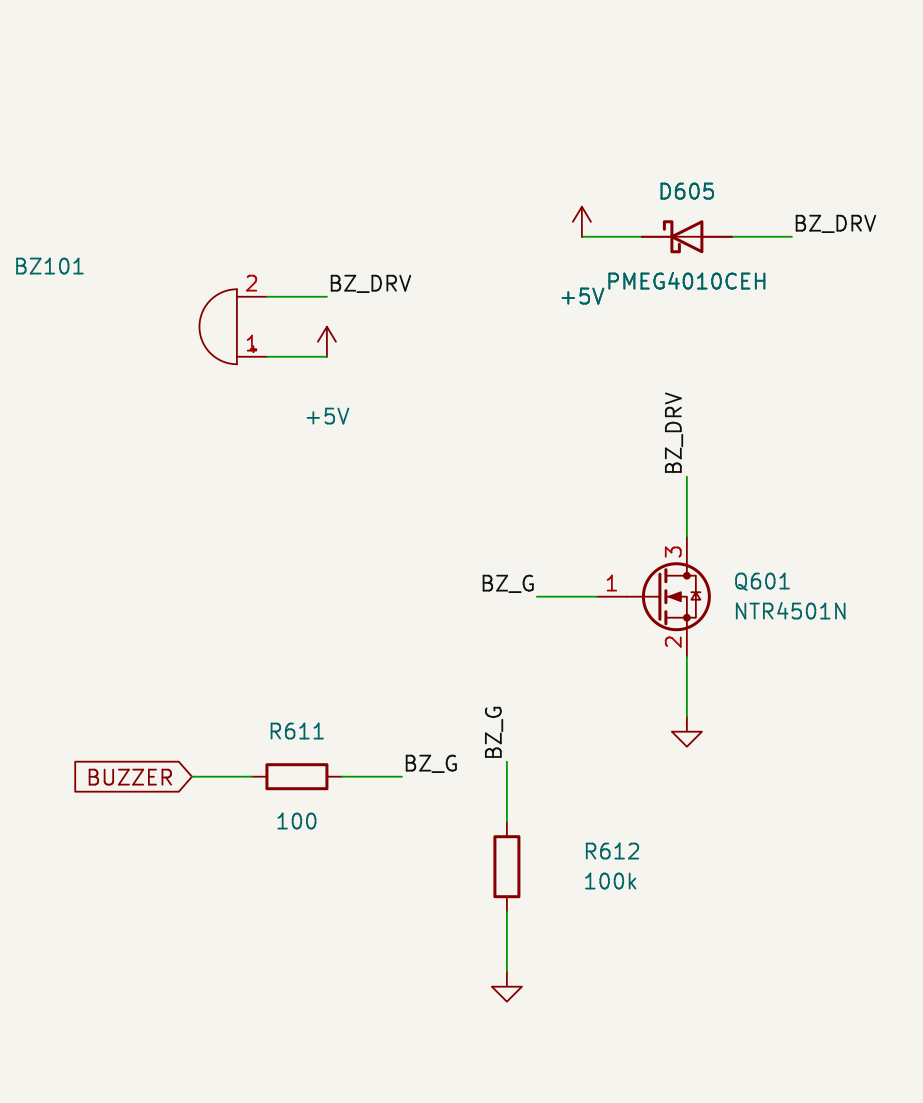 D605
BZ_DRV
BZ101
PMEG4010CEH
+5V
2
BZ_DRV
1
+5V
BZ_DRV
3
BZ_G
1
Q601
NTR4501N
2
R611
BZ_G
BUZZER
BZ_G
100
R612
100k